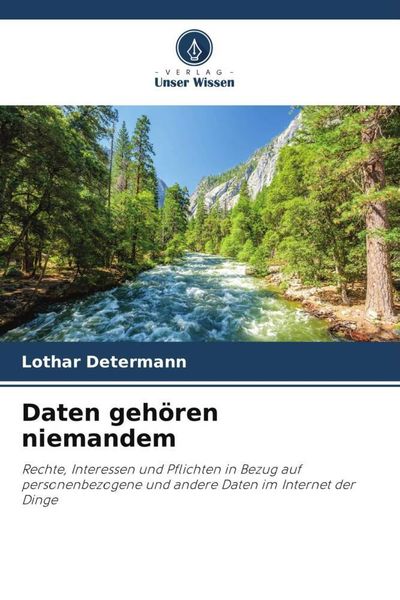 - VERLAG -
Unser Wissen
Lothar Determann
Daten gehören
niemandem
Rechte, Interessen und Pflichten in Bezug auf
personenbezogene und andere Daten im Internet der
Dinge